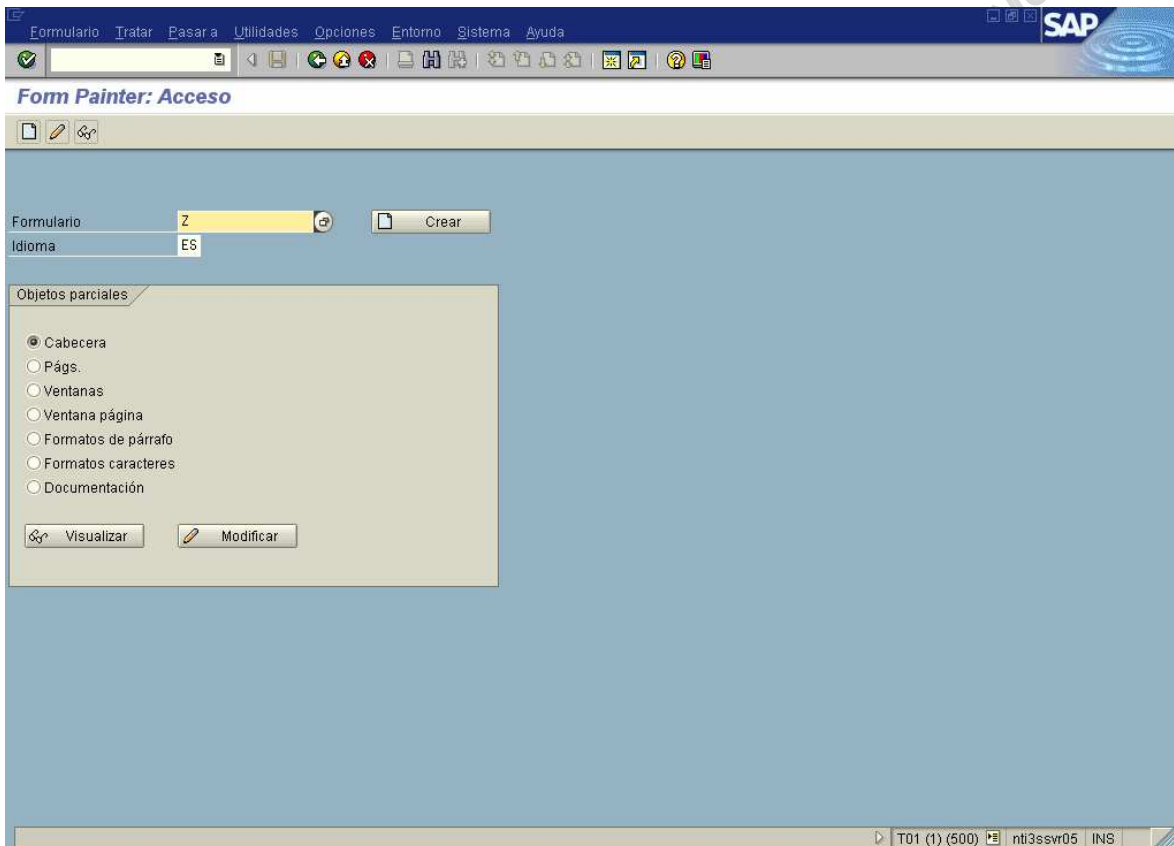 Formulario Tratar Pasar a Utilidades Opciones Entorno Sistema Ayuda
SAP
Form Painter: Acceso
Formulario Z Crear
Idioma ES
Objetos parciales
Cabecera
Págs.
Ventanas
Ventana página
Formatos de párrafo
Formatos caracteres
Documentación
Visualizar Modificar
T01 (1) (500) nti3ssvr05 INS